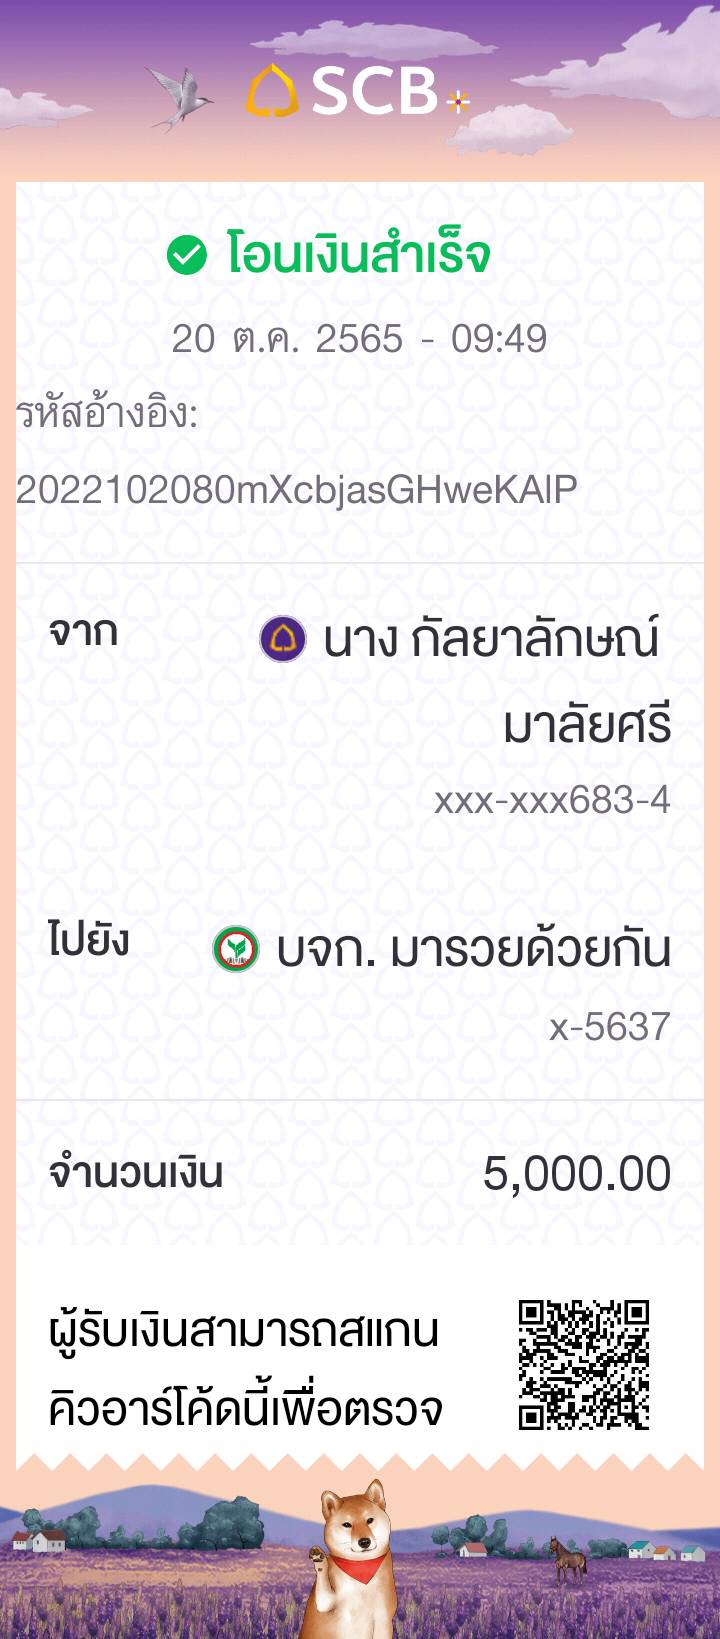 SCB
โอนเงินสำเร็จ
20 ต.ค. 2565 - 09:49
รหัสอ้างอิง:
2022102080mXcbjasGHweKAIP
จาก
นาง กัลยาลักษณ์
มาลัยศรี
xxx-xxx683-4
ไปยัง
บจก. มารวยด้วยกัน
x-5637
จำนวนเงิน 5,000.00
ผู้รับเงินสามารถสแกน
คิวอาร์โค้ดนี้เพื่อตรวจ